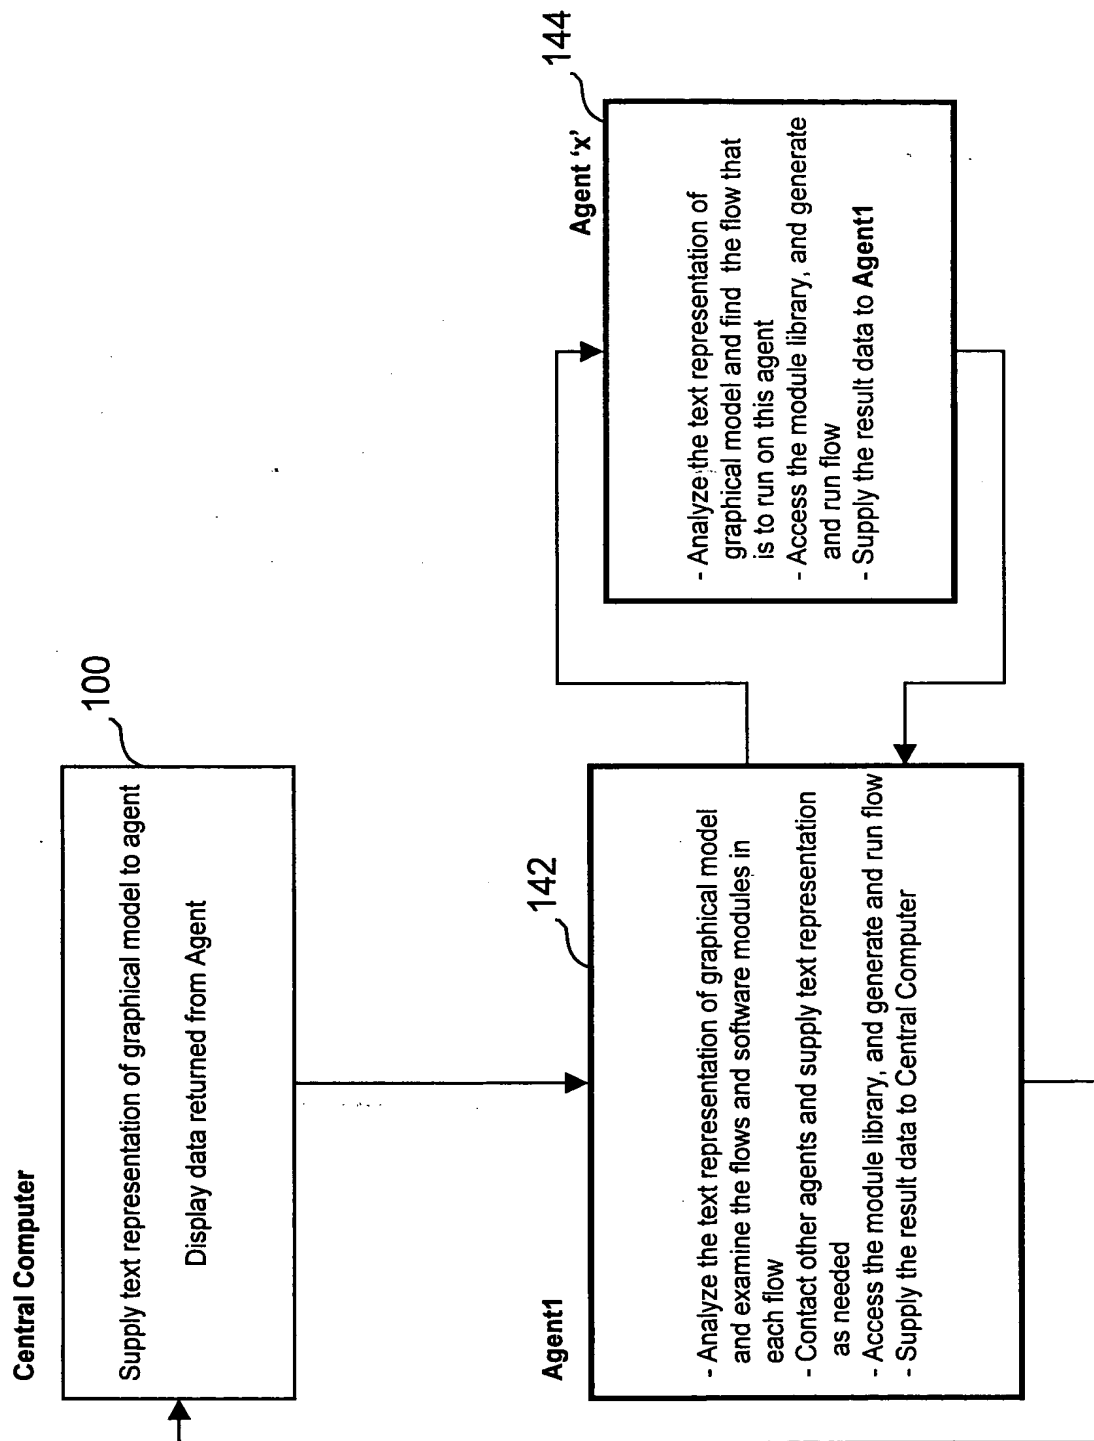 Central Computer
100
Supply text representation of graphical model to agent
Display data returned from Agent
Agent1
142
- Analyze the text representation of graphical model
and examine the flows and software modules in
each flow
- Contact other agents and supply text representation
as needed
- Access the module library, and generate and run flow
- Supply the result data to Central Computer
Agent ‘x’
144
- Analyze the text representation of
graphical model and find the flow that
is to run on this agent
- Access the module library, and generate
and run flow
- Supply the result data to Agent1